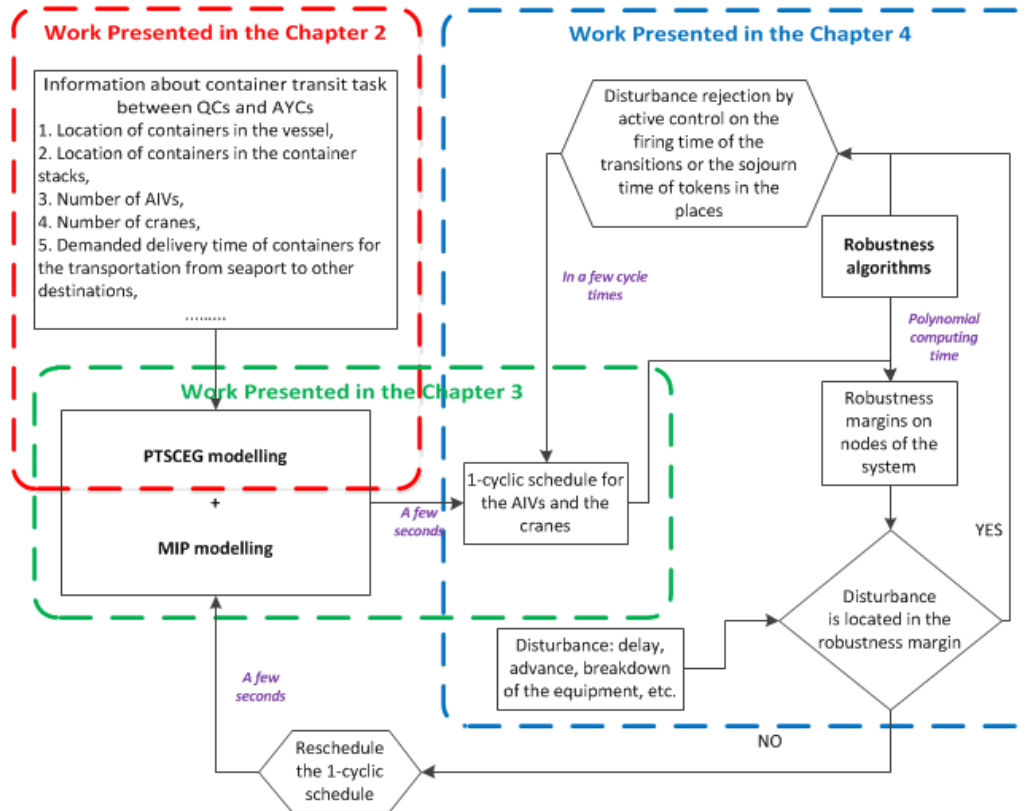 Work Presented in the Chapter 2
Information about container transit task
between QCs and AYCs
1. Location of containers in the vessel,
2. Location of containers in the container
stacks,
3. Number of AIVs,
4. Number of cranes,
5. Demanded delivery time of containers for
the transportation from seaport to other
destinations,
.........
Work Presented in the Chapter 4
Disturbance rejection by
active control on the
firing time of the
transitions or the sojourn
time of tokens in the
places
Robustness
algorithms
In a few cycle
times
Polynomial
computing
time
Work Presented in the Chapter 3
PTSCEG modelling
+
MIP modelling
A few
seconds
1-cyclic schedule for
the AIVs and the
cranes
Robustness
margins on
nodes of the
system
YES
Disturbance
is located in the
robustness margin
Disturbance: delay,
advance, breakdown
of the equipment, etc.
A few
seconds
NO
Reschedule
the 1-cyclic
schedule